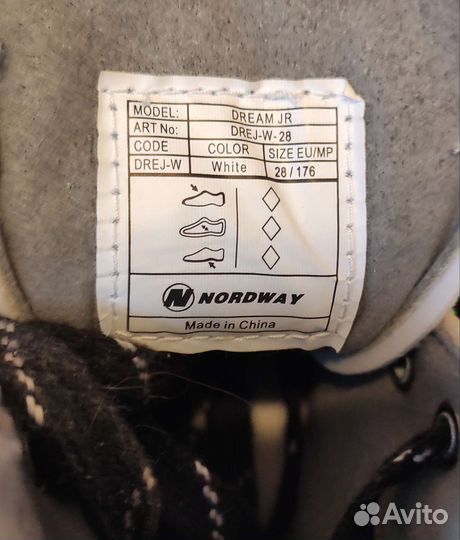 MODEL: DREAM JR
ART No: DREJ-W-28
CODE COLOR SIZE EU/MP
DREJ-W White 28 / 176
NORDWAY
Made in China
Avito